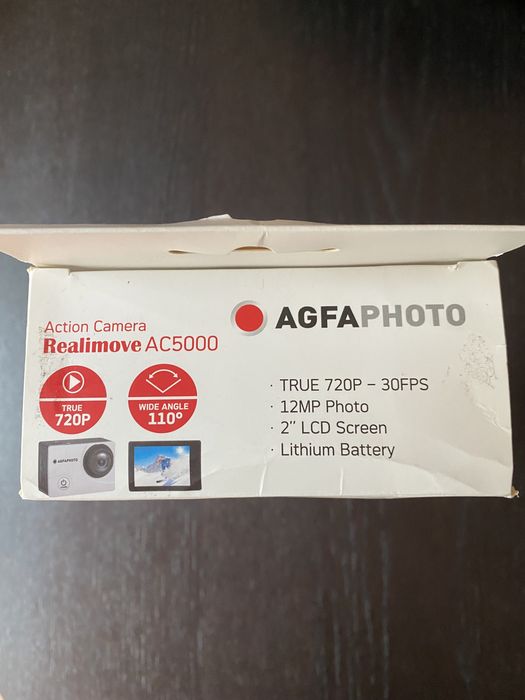 AGFAPHOTO
Action Camera
Realimove AC5000
TRUE
720P
WIDE ANGLE
110°
· TRUE 720P – 30FPS
· 12MP Photo
· 2” LCD Screen
· Lithium Battery
AGFAPHOTO